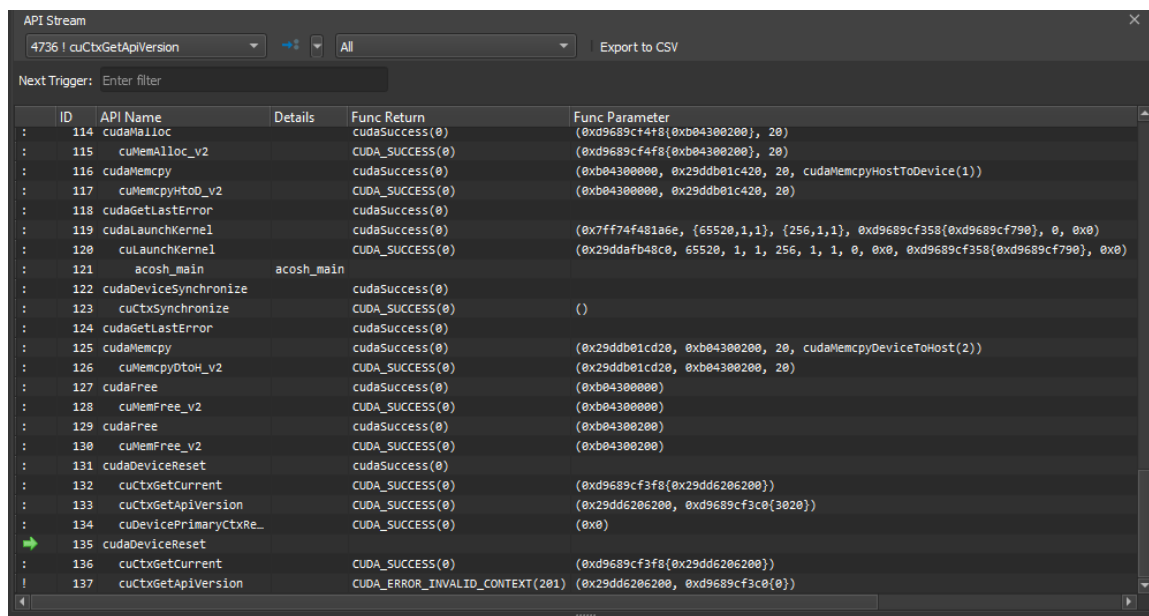 API Stream
4736 ! cuCtxGetApiVersion All Export to CSV
Next Trigger: Enter filter
ID API Name Details Func Return Func Parameter
: 114 cudaMalloc cudaSuccess(0) (0xd9689cf4f8{0xb04300200}, 20)
: 115 cuMemAlloc_v2 CUDA_SUCCESS(0) (0xd9689cf4f8{0xb04300200}, 20)
: 116 cudaMemcpy cudaSuccess(0) (0xb04300000, 0x29ddb01c420, 20, cudaMemcpyHostToDevice(1))
: 117 cuMemcpyHtoD_v2 CUDA_SUCCESS(0) (0xb04300000, 0x29ddb01c420, 20)
: 118 cudaGetLastError cudaSuccess(0)
: 119 cudaLaunchKernel cudaSuccess(0) (0x7ff74f481a6e, {65520,1,1}, {256,1,1}, 0xd9689cf358{0xd9689cf790}, 0, 0x0)
: 120 cuLaunchKernel CUDA_SUCCESS(0) (0x29ddafb48c0, 65520, 1, 1, 256, 1, 1, 0, 0x0, 0xd9689cf358{0xd9689cf790}, 0x0)
: 121 acosh_main acosh_main
: 122 cudaDeviceSynchronize cudaSuccess(0)
: 123 cuCtxSynchronize CUDA_SUCCESS(0) ()
: 124 cudaGetLastError cudaSuccess(0)
: 125 cudaMemcpy cudaSuccess(0) (0x29ddb01cd20, 0xb04300200, 20, cudaMemcpyDeviceToHost(2))
: 126 cuMemcpyDtoH_v2 CUDA_SUCCESS(0) (0x29ddb01cd20, 0xb04300200, 20)
: 127 cudaFree cudaSuccess(0) (0xb04300000)
: 128 cuMemFree_v2 CUDA_SUCCESS(0) (0xb04300000)
: 129 cudaFree cudaSuccess(0) (0xb04300200)
: 130 cuMemFree_v2 CUDA_SUCCESS(0) (0xb04300200)
: 131 cudaDeviceReset cudaSuccess(0)
: 132 cuCtxGetCurrent CUDA_SUCCESS(0) (0xd9689cf3f8{0x29dd6206200})
: 133 cuCtxGetApiVersion CUDA_SUCCESS(0) (0x29dd6206200, 0xd9689cf3c0{3020})
: 134 cuDevicePrimaryCtxRe… CUDA_SUCCESS(0) (0x0)
135 cudaDeviceReset
: 136 cuCtxGetCurrent CUDA_SUCCESS(0) (0xd9689cf3f8{0x29dd6206200})
! 137 cuCtxGetApiVersion CUDA_ERROR_INVALID_CONTEXT(201) (0x29dd6206200, 0xd9689cf3c0{0})